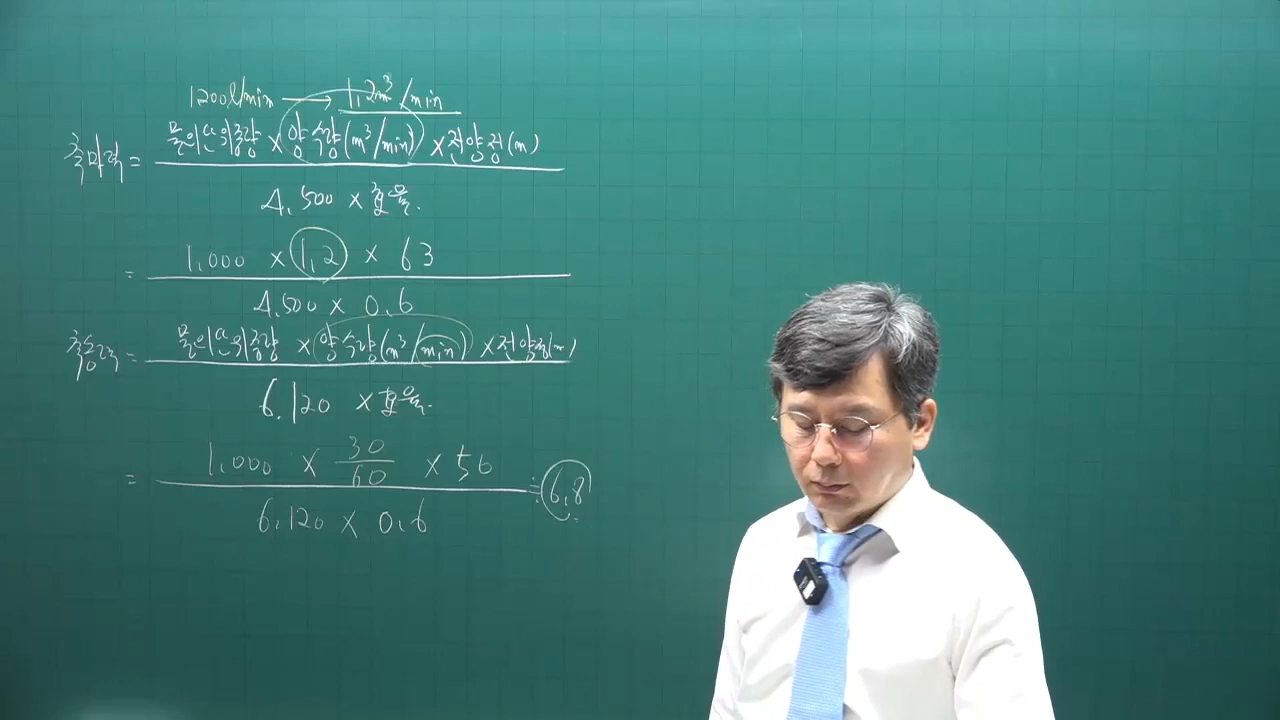 1200ℓ/min → 1,2m³/min
축마력 = 물의단위중량 × 양수량(m³/min) × 전양정(m)
4,500 × 효율.
= 1,000 × 1,2 × 63
4,500 × 0.6
축동력 = 물의단위중량 × 양수량(m³/min) × 전양정(m)
6,120 × 효율.
= 1,000 × 30/60 × 50 ≒ 6,8
6,120 × 0.6